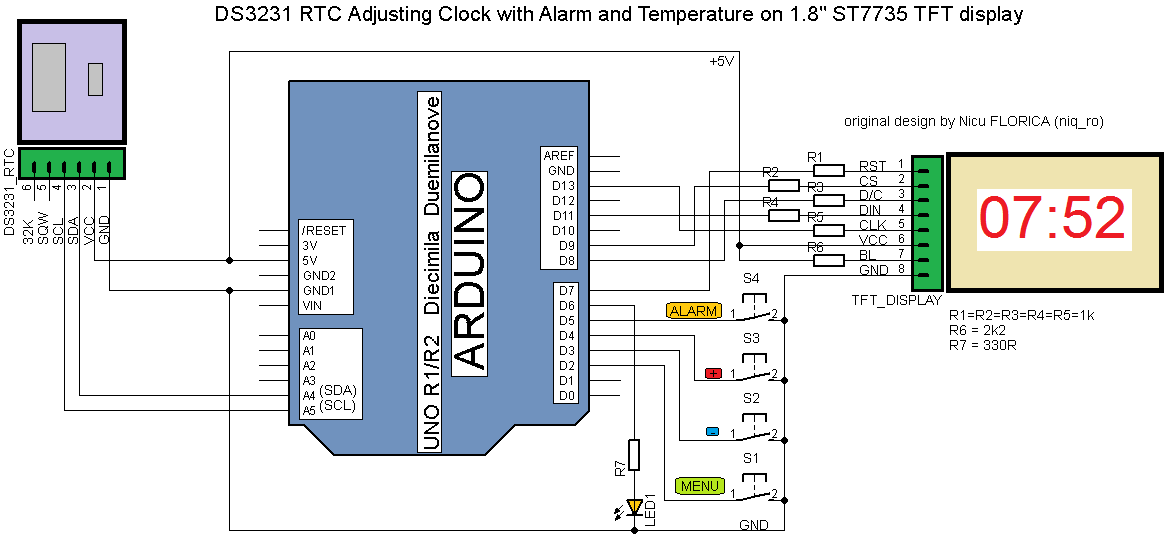 DS3231 RTC Adjusting Clock with Alarm and Temperature on 1.8" ST7735 TFT display
+5V
original design by Nicu FLORICA (niq_ro)
DS3231_RTC
6 5 4 3 2 1
32K SQW SCL SDA VCC GND
UNO R1/R2 Diecimila Duemilanove
ARDUINO
/RESET
3V
5V
GND2
GND1
VIN
A0
A1
A2
A3
A4 (SDA)
A5 (SCL)
AREF
GND
D13
D12
D11
D10
D9
D8
D7
D6
D5
D4
D3
D2
D1
D0
R1
R2
R3
R4
R5
R6
RST 1
CS 2
D/C 3
DIN 4
CLK 5
VCC 6
BL 7
GND 8
TFT_DISPLAY
07:52
R1=R2=R3=R4=R5=1k
R6 = 2k2
R7 = 330R
S4
ALARM 1 2
S3
+ 1 2
S2
- 1 2
S1
MENU 1 2
R7
LED1
GND